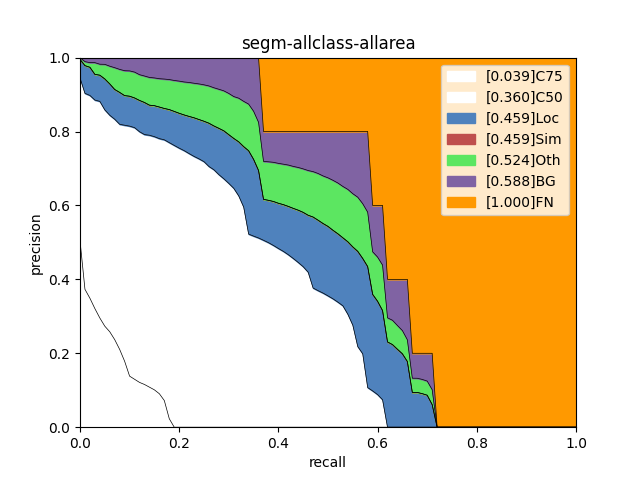 segm-allclass-allarea
1.0
0.8
0.6
0.4
0.2
0.0
precision
[0.039]C75
[0.360]C50
[0.459]Loc
[0.459]Sim
[0.524]Oth
[0.588]BG
[1.000]FN
0.0 0.2 0.4 0.6 0.8 1.0
recall